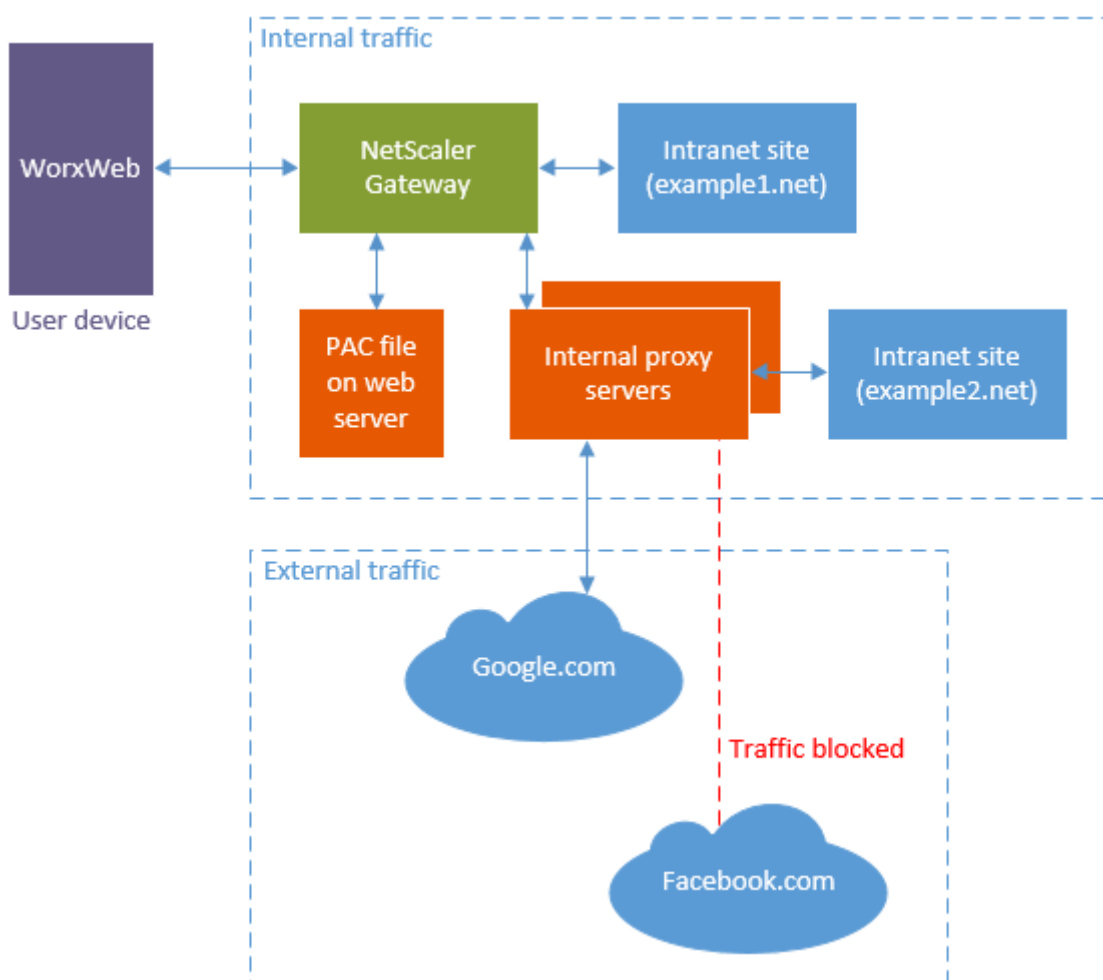 Internal traffic
WorxWeb
NetScaler
Gateway
Intranet site
(example1.net)
User device
PAC file
on web
server
Internal proxy
servers
Intranet site
(example2.net)
External traffic
Google.com
Traffic blocked
Facebook.com